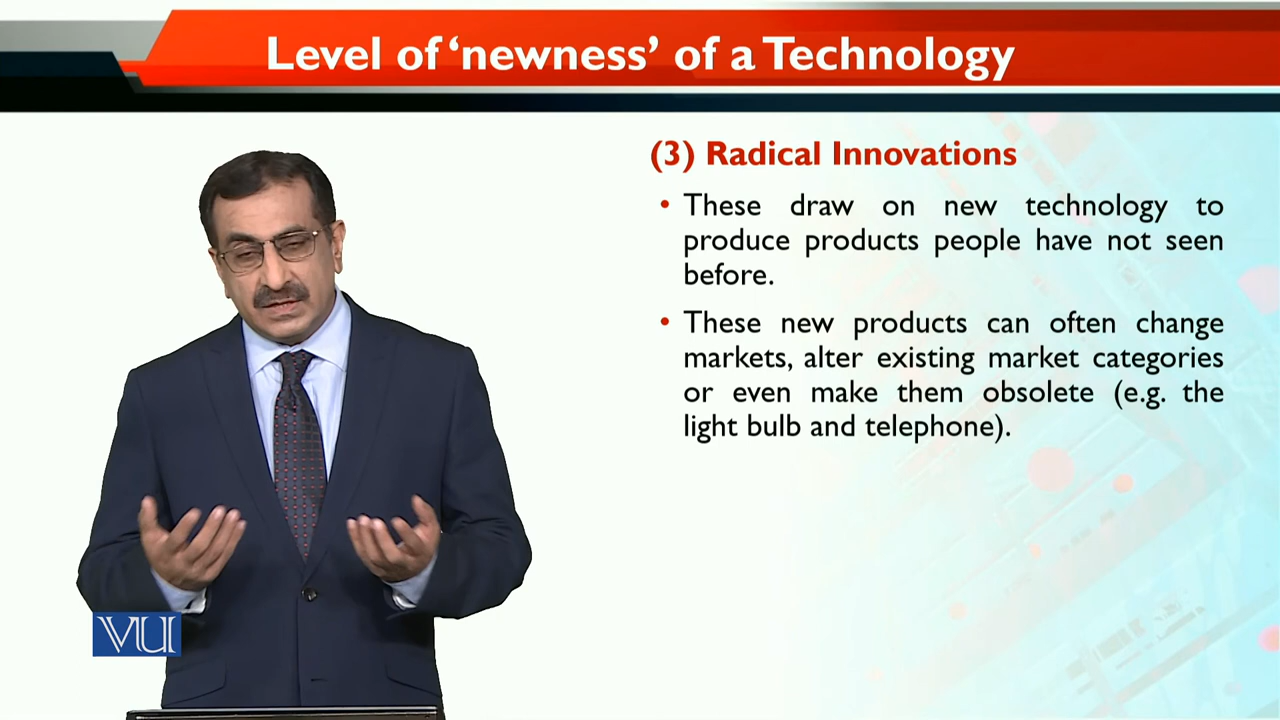 Level of ‘newness’ of a Technology
(3) Radical Innovations
• These draw on new technology to
produce products people have not seen
before.
• These new products can often change
markets, alter existing market categories
or even make them obsolete (e.g. the
light bulb and telephone).
VU